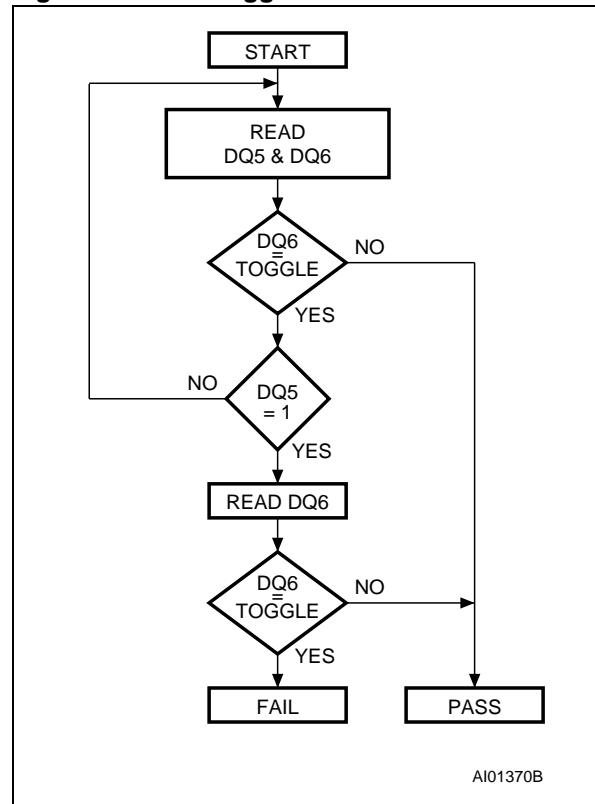 START
READ
DQ5 & DQ6
DQ6
=
TOGGLE
NO
YES
NO
DQ5
= 1
YES
READ DQ6
DQ6
=
TOGGLE
NO
YES
FAIL
PASS
AI01370B